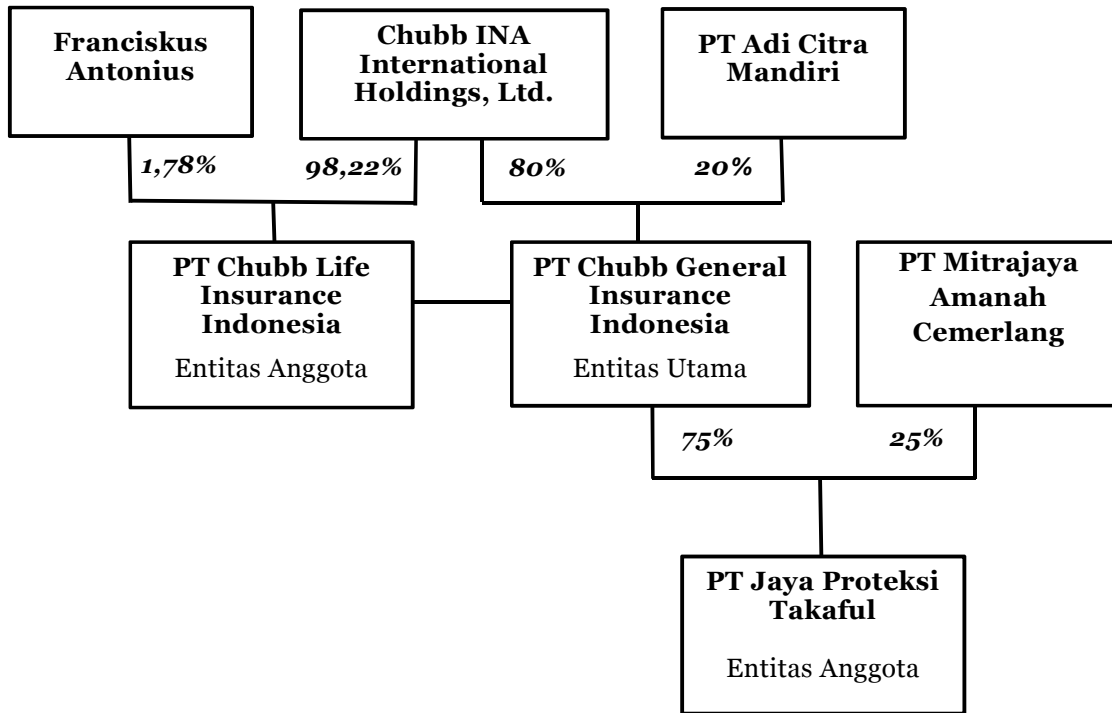 Franciskus
Antonius
Chubb INA
International
Holdings, Ltd.
PT Adi Citra
Mandiri
1,78%
98,22%
80%
20%
PT Chubb Life
Insurance
Indonesia
Entitas Anggota
PT Chubb General
Insurance
Indonesia
Entitas Utama
PT Mitrajaya
Amanah
Cemerlang
75%
25%
PT Jaya Proteksi
Takaful
Entitas Anggota